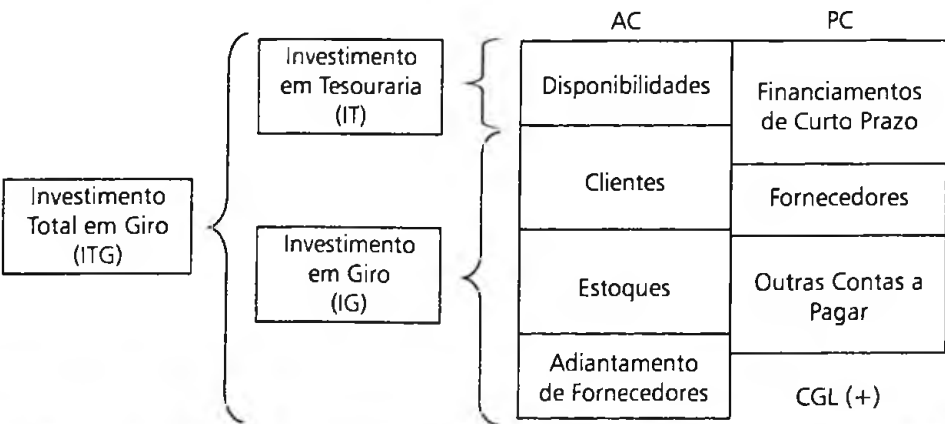 AC
PC
Investimento
em Tesouraria
(IT)
Disponibilidades
Financiamentos
de Curto Prazo
Investimento
Total em Giro
(ITG)
Clientes
Fornecedores
Investimento
em Giro
(IG)
Estoques
Outras Contas a
Pagar
Adiantamento
de Fornecedores
CGL (+)